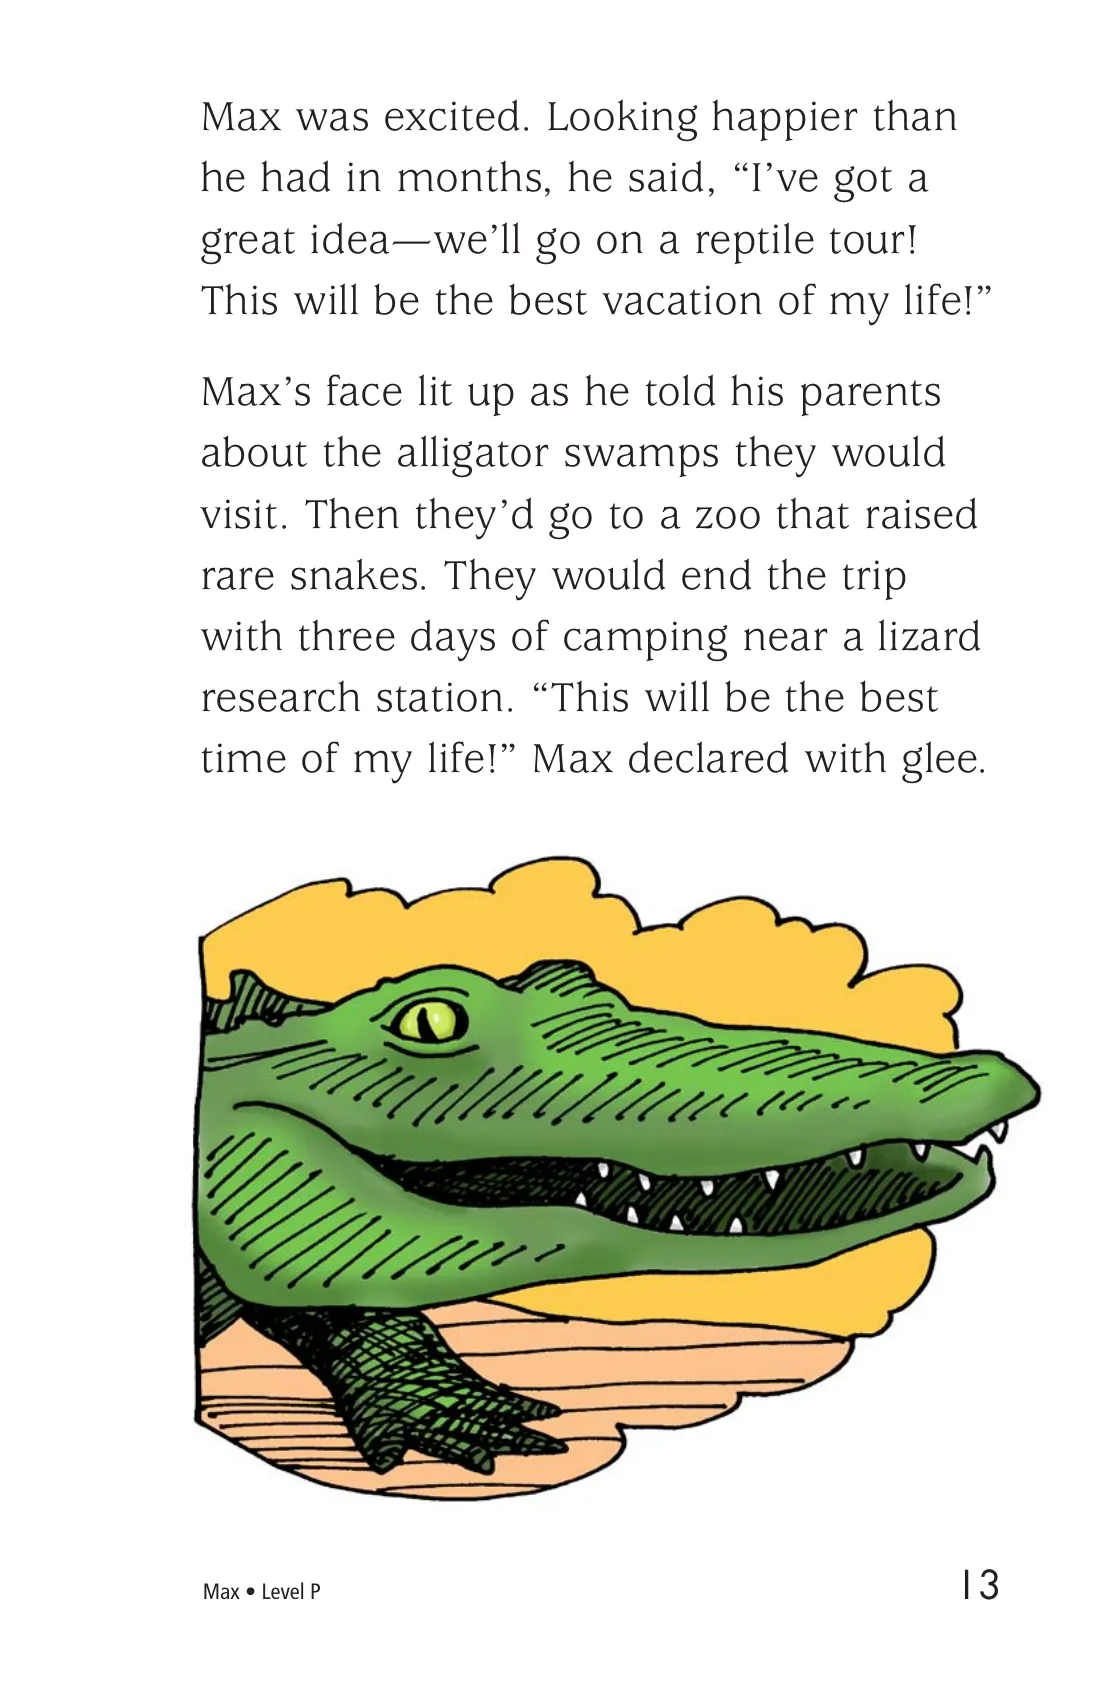 Max was excited. Looking happier than
he had in months, he said, “I’ve got a
great idea—we’ll go on a reptile tour!
This will be the best vacation of my life!”
Max’s face lit up as he told his parents
about the alligator swamps they would
visit. Then they’d go to a zoo that raised
rare snakes. They would end the trip
with three days of camping near a lizard
research station. “This will be the best
time of my life!” Max declared with glee.
Max • Level P
13